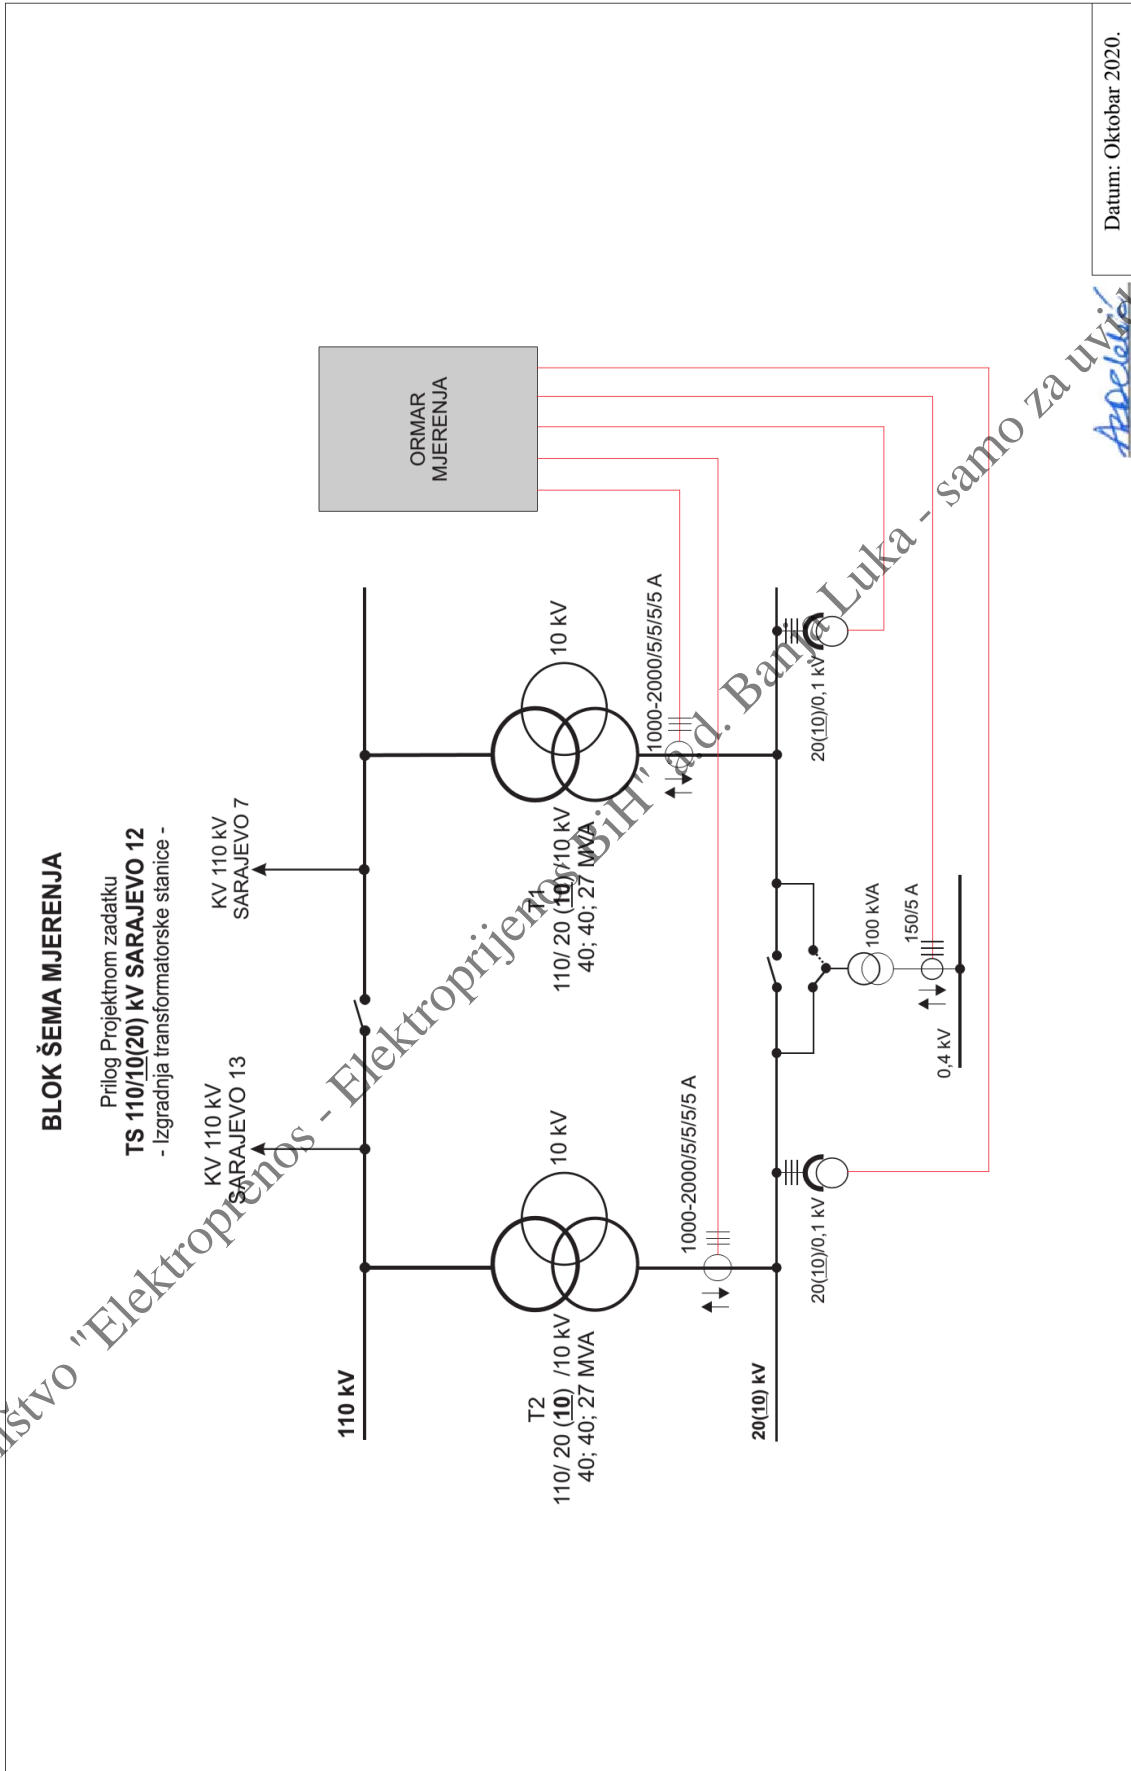 BLOK ŠEMA MJERENJA
Prilog Projektnom zadatku
TS 110/10(20) kV SARAJEVO 12
- Izgradnja transformatorske stanice -
KV 110 kV
SARAJEVO 13
KV 110 kV
SARAJEVO 7
110 kV
T2
110/ 20 (10) /10 kV
40; 40; 27 MVA
10 kV
T1
110/ 20 (10) /10 kV
40; 40; 27 MVA
10 kV
ORMAR
MJERENJA
1000-2000/5/5/5/5 A
1000-2000/5/5/5/5 A
20(10) kV
20(10)/0,1 kV
20(10)/0,1 kV
100 kVA
150/5 A
0,4 kV
"Elektroprenos - Elektroprijenos BiH" a.d. Banja Luka - samo za
Datum: Oktobar 2020.